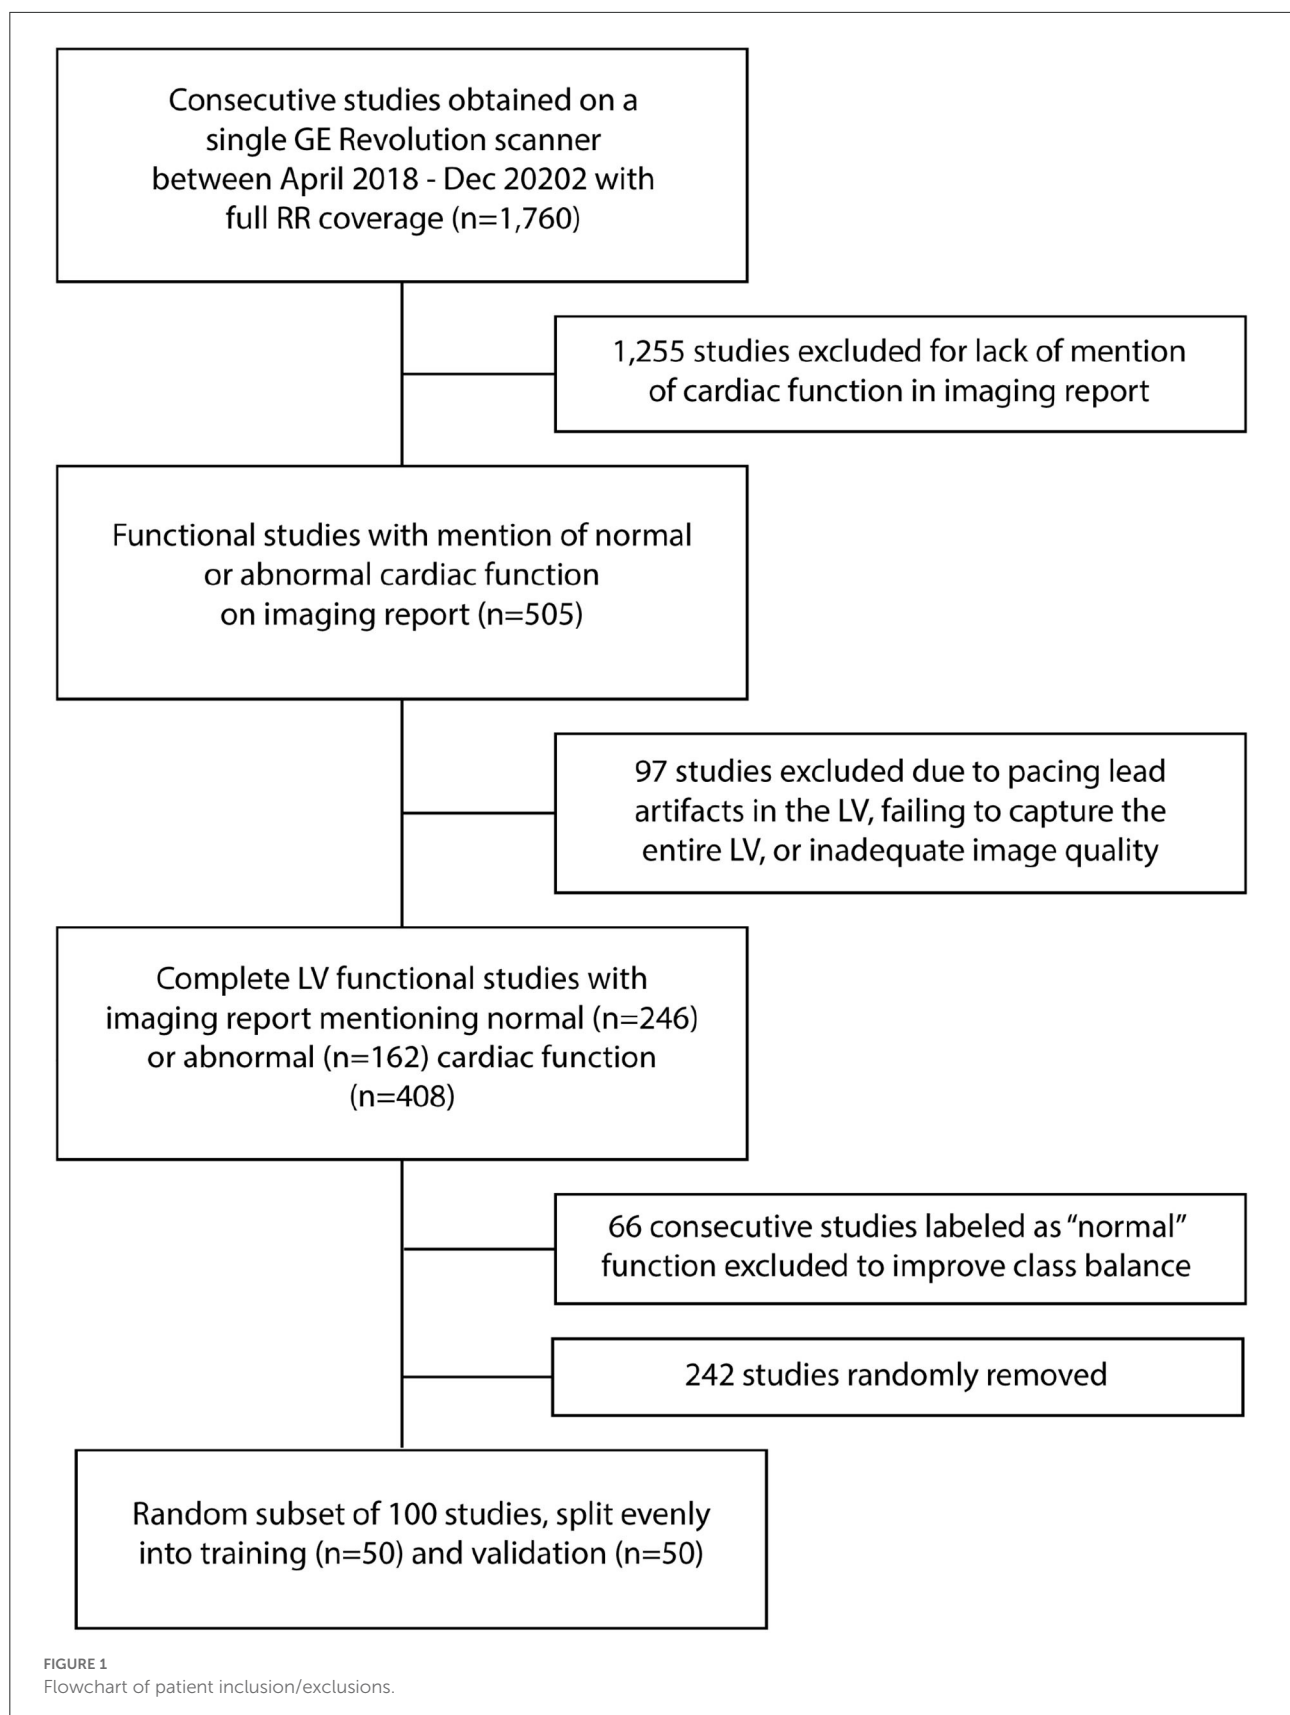 Consecutive studies obtained on a
single GE Revolution scanner
between April 2018 - Dec 20202 with
full RR coverage (n=1,760)
1,255 studies excluded for lack of mention
of cardiac function in imaging report
Functional studies with mention of normal
or abnormal cardiac function
on imaging report (n=505)
97 studies excluded due to pacing lead
artifacts in the LV, failing to capture the
entire LV, or inadequate image quality
Complete LV functional studies with
imaging report mentioning normal (n=246)
or abnormal (n=162) cardiac function
(n=408)
66 consecutive studies labeled as “normal”
function excluded to improve class balance
242 studies randomly removed
Random subset of 100 studies, split evenly
into training (n=50) and validation (n=50)
FIGURE 1
Flowchart of patient inclusion/exclusions.